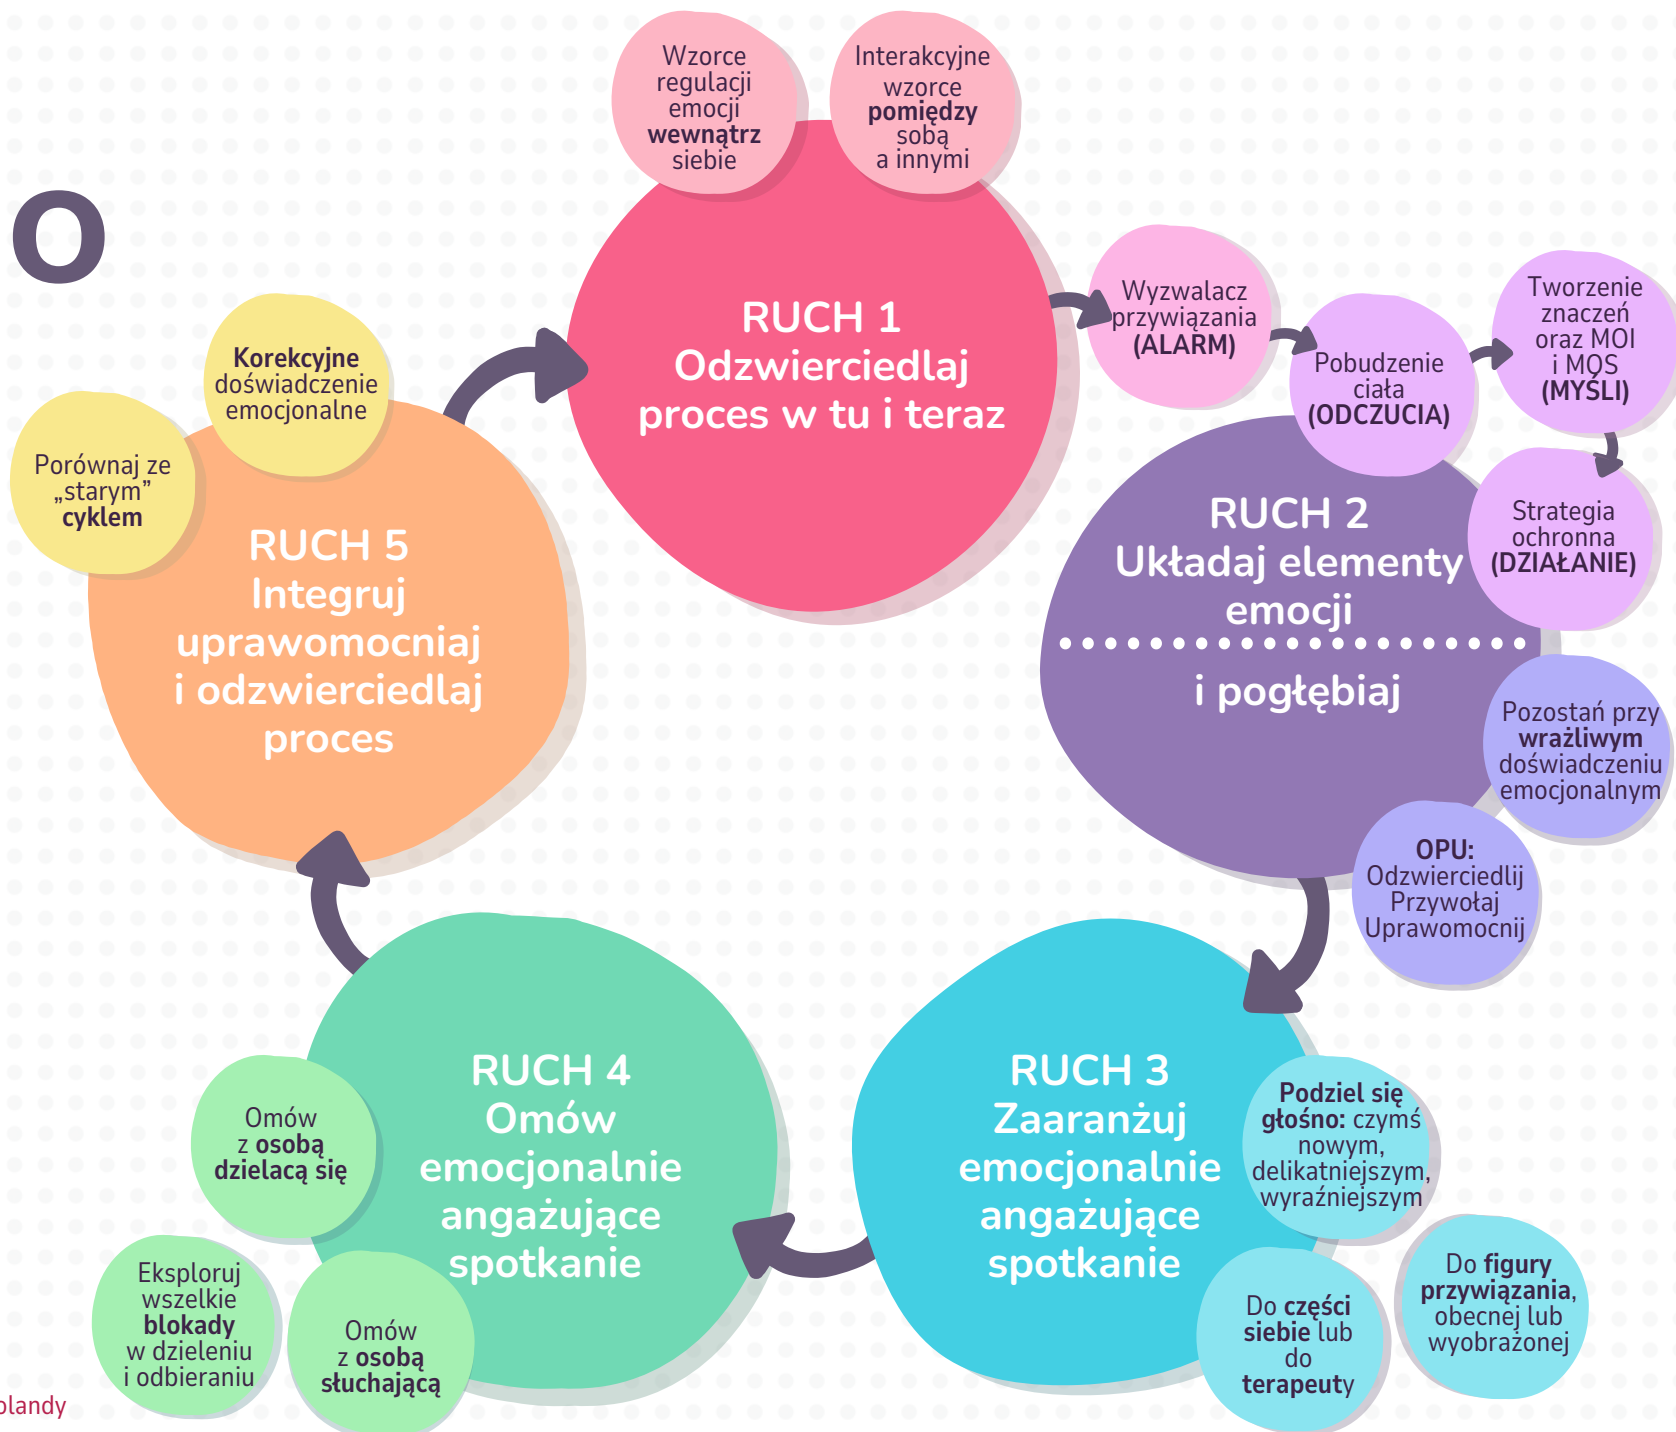 O
Wzorce
regulacji
emocji
wewnątrz
siebie
Interakcyjne
wzorce
pomiędzy
sobą
a innymi
RUCH 1
Odzwierciedlaj
proces w tu i teraz
Wyzwalacz
przywiązania
(ALARM)
Pobudzenie
ciała
(ODCZUCIA)
Tworzenie
znaczeń
oraz MOI
i MOS
(MYŚLI)
Strategia
ochronna
(DZIAŁANIE)
RUCH 2
Układaj elementy
emocji
i pogłębiaj
Pozostań przy
wrażliwym
doświadczeniu
emocjonalnym
OPU:
Odzwierciedlij
Przywołaj
Uprawomocnij
RUCH 3
Zaaranżuj
emocjonalnie
angażujące
spotkanie
Podziel się
głośno: czymś
nowym,
delikatniejszym,
wyraźniejszym
Do figury
przywiązania,
obecnej lub
wyobrażonej
Do części
siebie lub
do
terapeuty
RUCH 4
Omów
emocjonalnie
angażujące
spotkanie
Omów
z osobą
dzielacą się
Eksploruj
wszelkie
blokady
w dzieleniu
i odbieraniu
Omów
z osobą
słuchającą
RUCH 5
Integruj
uprawomocniaj
i odzwierciedlaj
proces
Korekcyjne
doświadczenie
emocjonalne
Porównaj ze
„starym”
cyklem
olandy